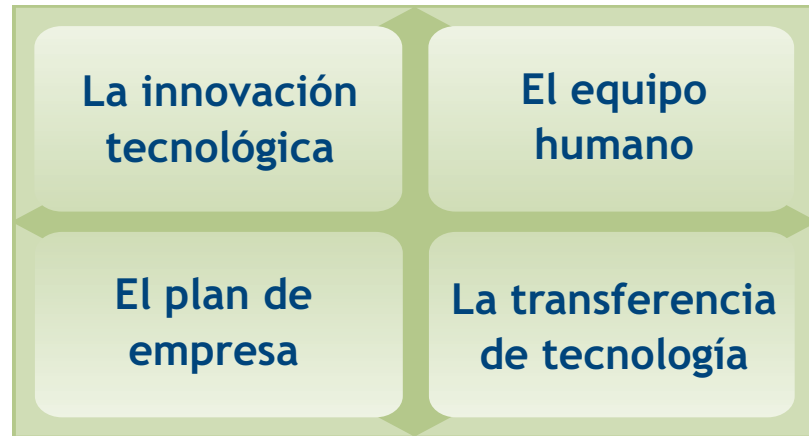 La innovación
tecnológica
El equipo
humano
El plan de
empresa
La transferencia
de tecnología